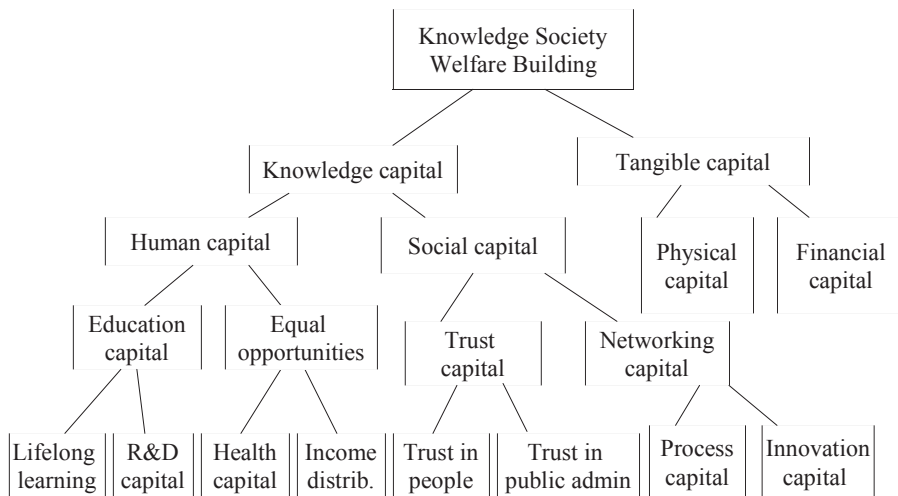 Knowledge Society
Welfare Building
Knowledge capital
Tangible capital
Human capital
Social capital
Physical
capital
Financial
capital
Education
capital
Equal
opportunities
Trust
capital
Networking
capital
Lifelong
learning
R&D
capital
Health
capital
Income
distrib.
Trust in
people
Trust in
public admin
Process
capital
Innovation
capital